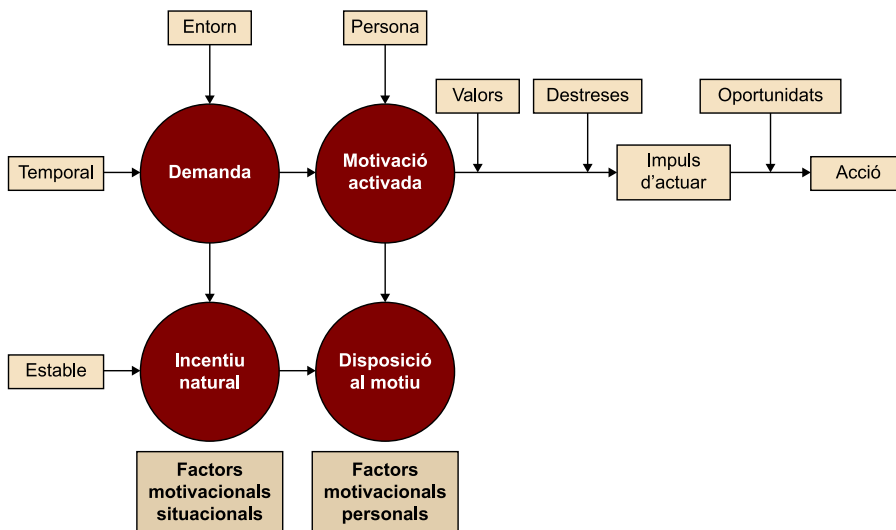 Entorn
Persona
Valors
Destreses
Oportunitats
Temporal
Demanda
Motivació
activada
Impuls
d’actuar
Acció
Estable
Incentiu
natural
Disposició
al motiu
Factors
motivacionals
situacionals
Factors
motivacionals
personals